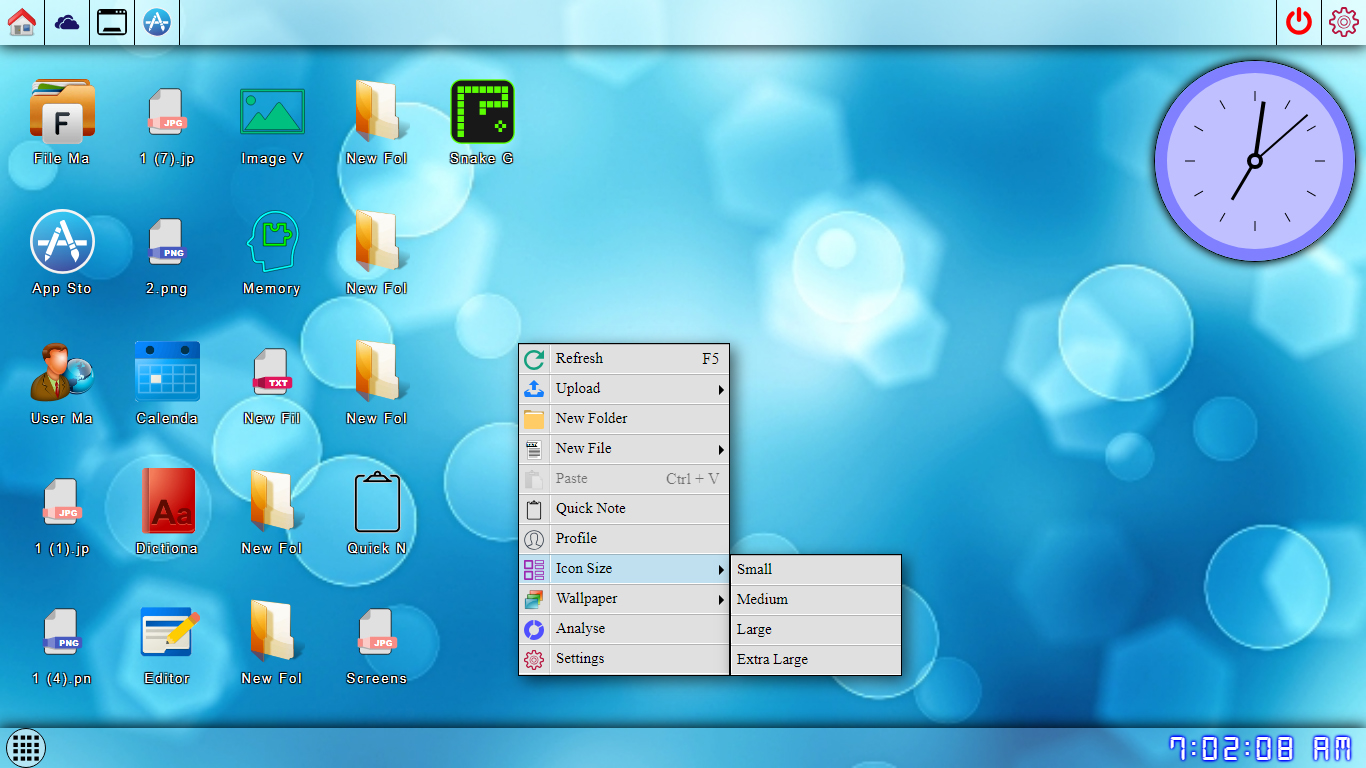 F
JPG
File Ma
1 (7).jp
Image V
New Fol
Snake G
PNG
App Sto
2.png
Memory
New Fol
TXT
User Ma
Calenda
New Fil
New Fol
JPG
Aa
1 (1).jp
Dictiona
New Fol
Quick N
PNG
JPG
1 (4).pn
Editor
New Fol
Screens
Refresh F5
Upload
New Folder
New File
Paste Ctrl + V
Quick Note
Profile
Icon Size
Wallpaper
Analyse
Settings
Small
Medium
Large
Extra Large
7:02:08 AM